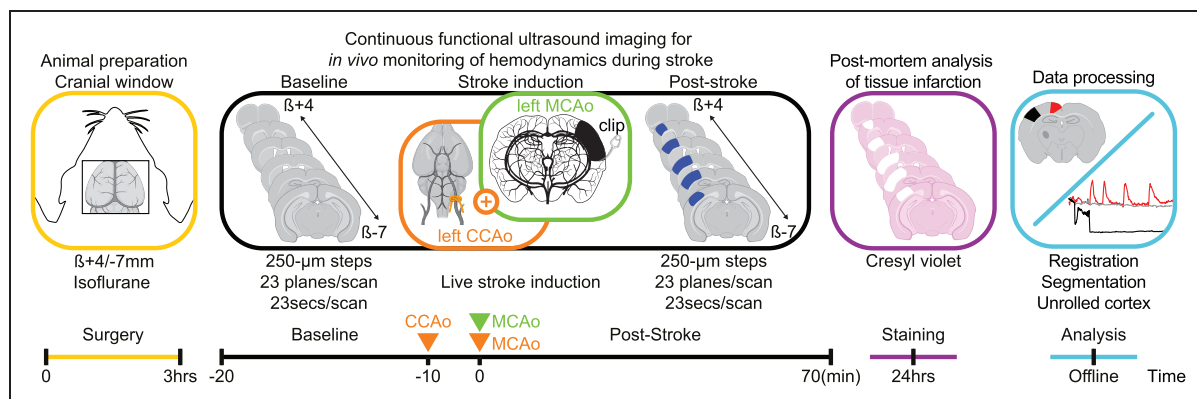 Continuous functional ultrasound imaging for
in vivo monitoring of hemodynamics during stroke
Animal preparation
Cranial window
Baseline
Stroke induction
Post-stroke
Post-mortem analysis
of tissue infarction
Data processing
ß+4
ß-7
left MCAo
clip
+
left CCAo
ß+4
ß-7
ß+4/-7mm
Isoflurane
250-µm steps
23 planes/scan
23secs/scan
Live stroke induction
250-µm steps
23 planes/scan
23secs/scan
Cresyl violet
Registration
Segmentation
Unrolled cortex
Surgery
Baseline
CCAo
MCAo
MCAo
Post-Stroke
Staining
Analysis
0
3hrs
-20
-10
0
70(min)
24hrs
Offline
Time